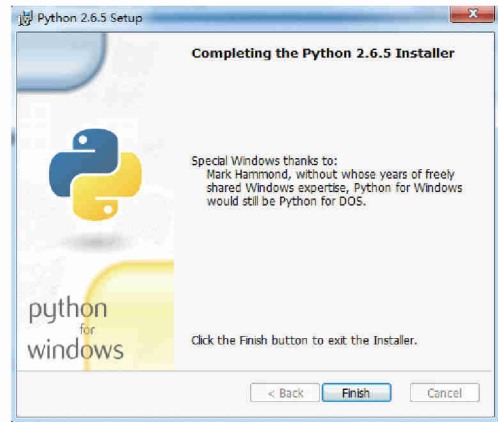 Python 2.6.5 Setup
Completing the Python 2.6.5 Installer
Special Windows thanks to:
Mark Hammond, without whose years of freely
shared Windows expertise, Python for Windows
would still be Python for DOS.
python
for
windows
Click the Finish button to exit the Installer.
< Back
Finish
Cancel